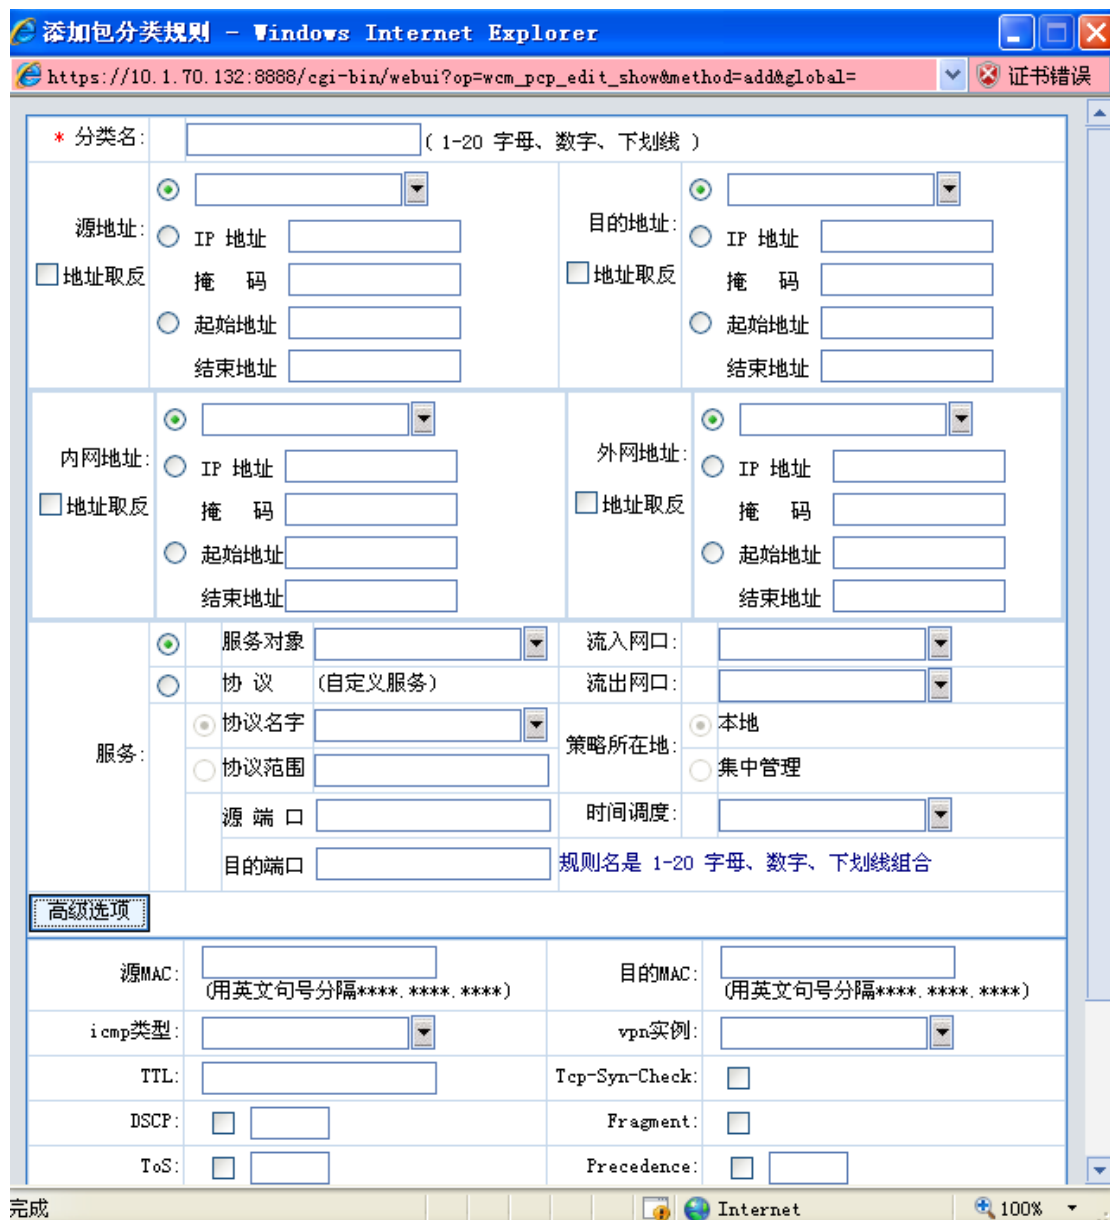 添加包分类规则 - Windows Internet Explorer
https://10.1.70.132:8888/cgi-bin/webui?op=wcm_pcp_edit_show&method=add&global=
证书错误
* 分类名:
( 1-20 字母、数字、下划线 )
源地址:
地址取反
IP 地址
掩 码
起始地址
结束地址
目的地址:
地址取反
IP 地址
掩 码
起始地址
结束地址
内网地址:
地址取反
IP 地址
掩 码
起始地址
结束地址
外网地址:
地址取反
IP 地址
掩 码
起始地址
结束地址
服务:
服务对象
协 议 (自定义服务)
协议名字
协议范围
源 端 口
目的端口
流入网口:
流出网口:
策略所在地:
本地
集中管理
时间调度:
规则名是 1-20 字母、数字、下划线组合
高级选项
源MAC:
(用英文句号分隔****.****.****)
目的MAC:
(用英文句号分隔****.****.****)
icmp类型:
vpn实例:
TTL:
Tcp-Syn-Check:
DSCP:
Fragment:
ToS:
Precedence:
完成
Internet
100%